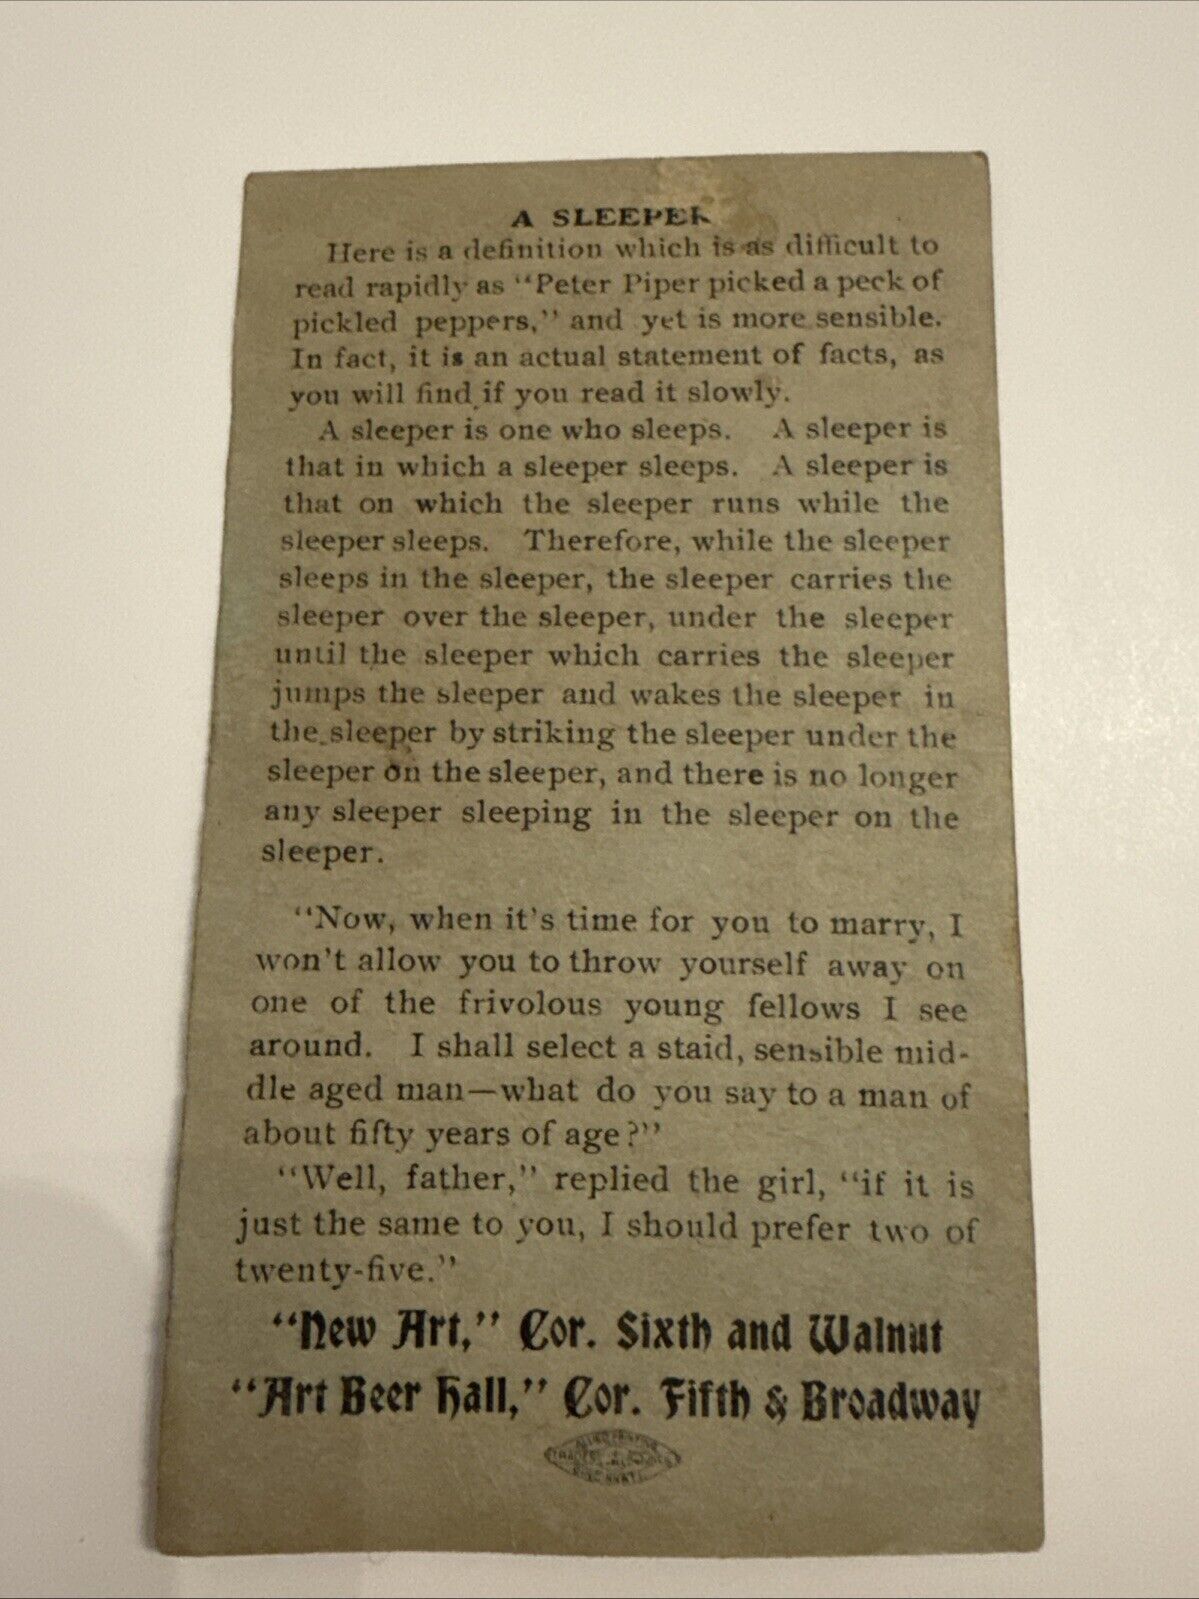 A SLEEPER
Here is a definition which is as difficult to
read rapidly as "Peter Piper picked a peck of
pickled peppers," and yet is more sensible.
In fact, it is an actual statement of facts, as
you will find if you read it slowly.
A sleeper is one who sleeps. A sleeper is
that in which a sleeper sleeps. A sleeper is
that on which the sleeper runs while the
sleeper sleeps. Therefore, while the sleeper
sleeps in the sleeper, the sleeper carries the
sleeper over the sleeper, under the sleeper
until the sleeper which carries the sleeper
jumps the sleeper and wakes the sleeper in
the sleeper by striking the sleeper under the
sleeper on the sleeper, and there is no longer
any sleeper sleeping in the sleeper on the
sleeper.
"Now, when it's time for you to marry, I
won't allow you to throw yourself away on
one of the frivolous young fellows I see
around. I shall select a staid, sensible mid-
dle aged man—what do you say to a man of
about fifty years of age?"
"Well, father," replied the girl, "if it is
just the same to you, I should prefer two of
twenty-five."
"New Art," Cor. Sixth and Walnut
"Art Beer Hall," Cor. Fifth & Broadway
TRADES